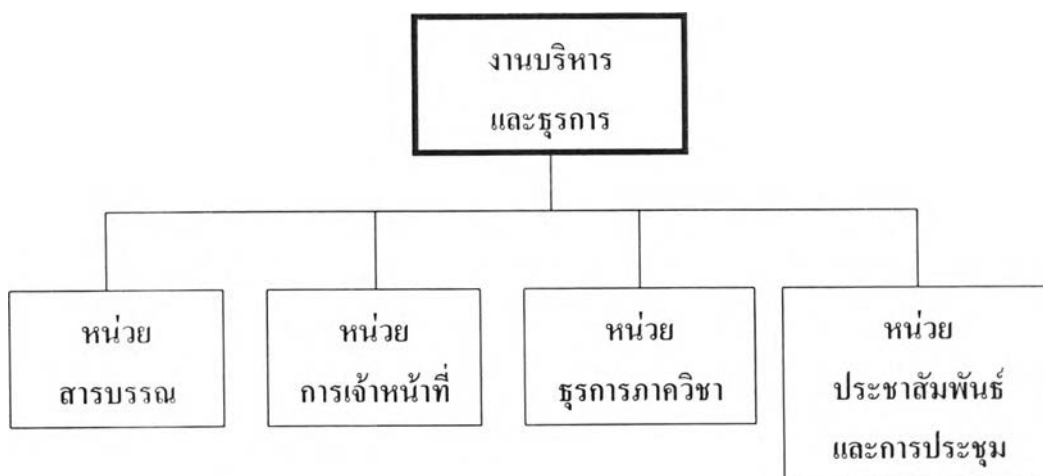 งานบริหาร
และธุรการ
หน่วย
สารบรรณ
หน่วย
การเจ้าหน้าที่
หน่วย
ธุรการภาควิชา
หน่วย
ประชาสัมพันธ์
และการประชุม